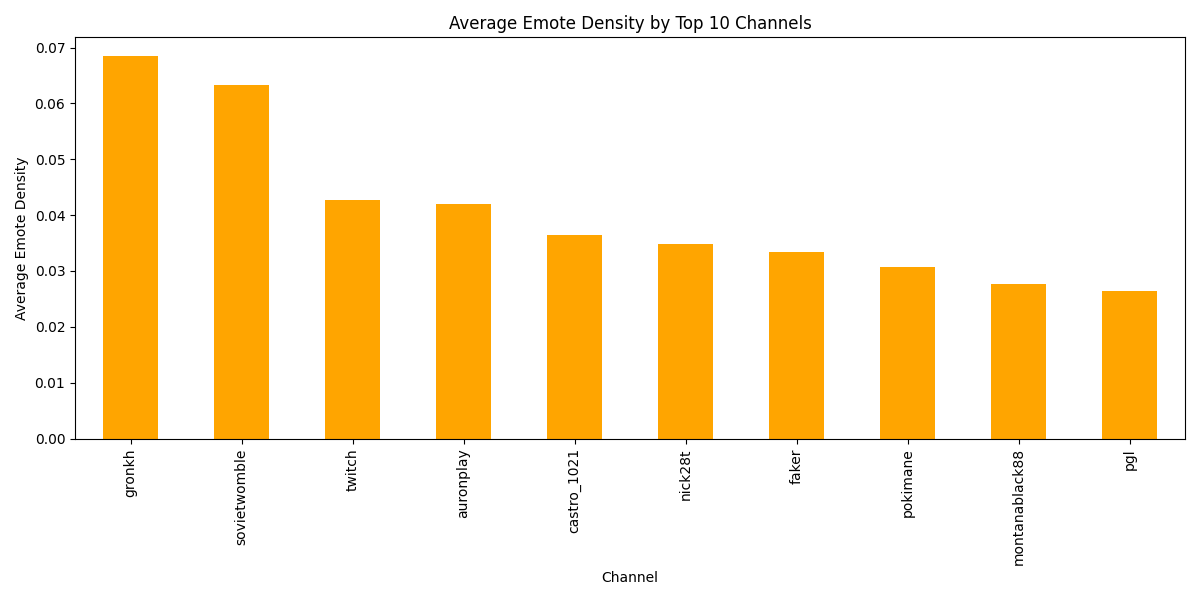 Average Emote Density by Top 10 Channels
Average Emote Density
0.07
0.06
0.05
0.04
0.03
0.02
0.01
0.00
gronkh
sovietwomble
twitch
auronplay
castro_1021
nick28t
faker
pokimane
montanablack88
pgl
Channel